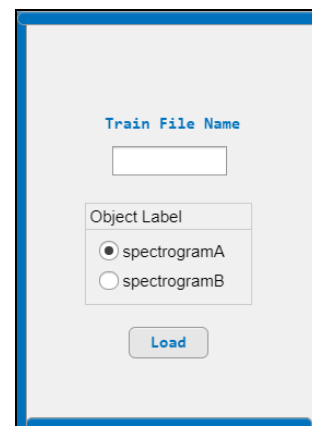 Train File Name
Object Label
spectrogramA
spectrogramB
Load